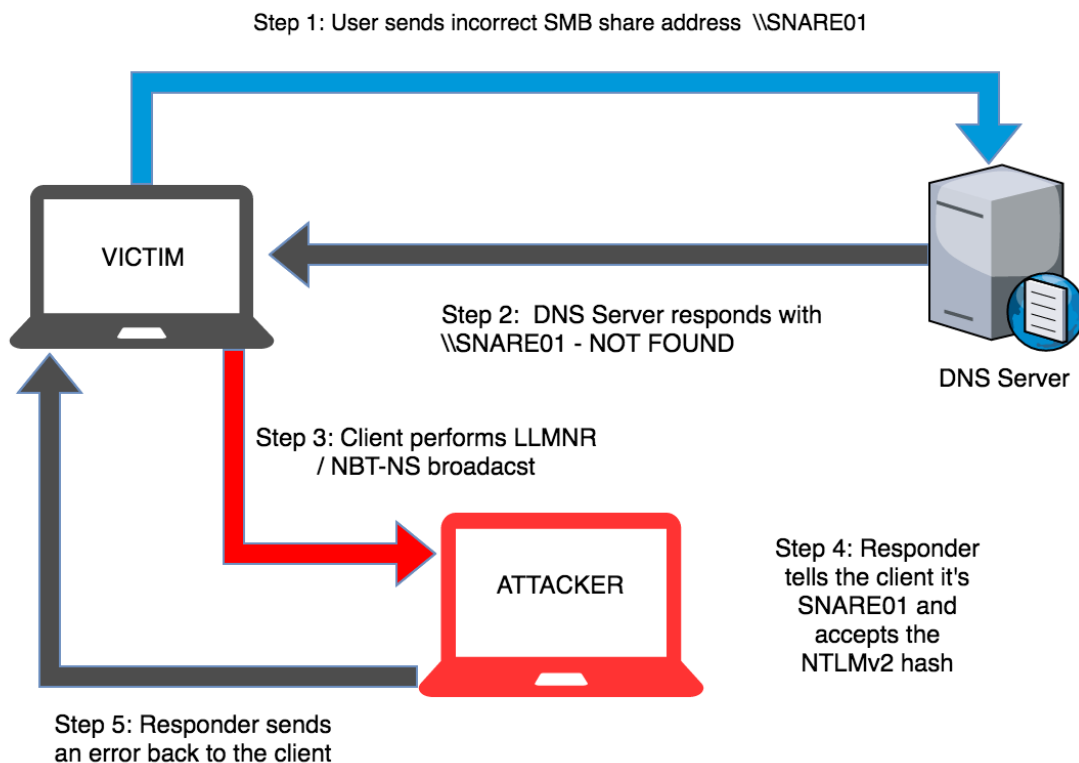 Step 1: User sends incorrect SMB share address \\SNARE01
VICTIM
Step 2: DNS Server responds with
\\SNARE01 - NOT FOUND
DNS Server
Step 3: Client performs LLMNR
/ NBT-NS broadacst
ATTACKER
Step 4: Responder
tells the client it's
SNARE01 and
accepts the
NTLMv2 hash
Step 5: Responder sends
an error back to the client